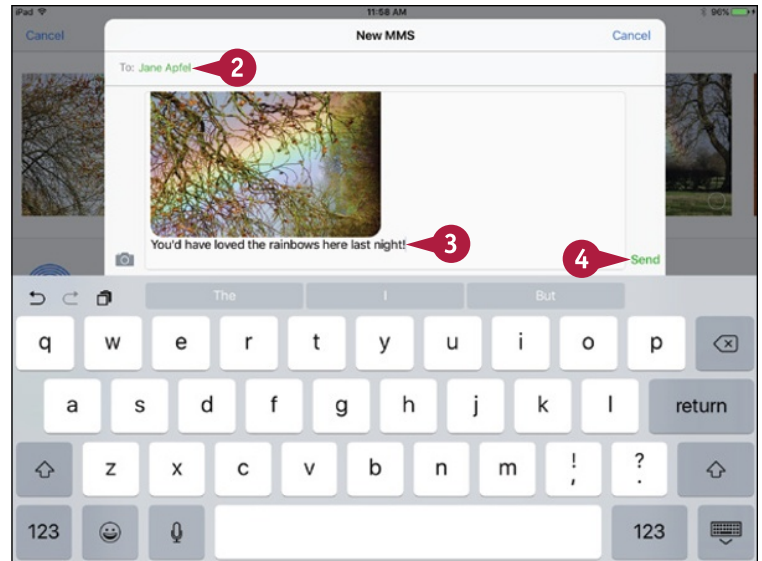 iPad 11:58 AM 96%
Cancel New MMS Cancel
To: Jane Apfel 2
You'd have loved the rainbows here last night! 3
4 Send
The I But
q w e r t y u i o p
a s d f g h j k l return
z x c v b n m ! , ? .
123 123